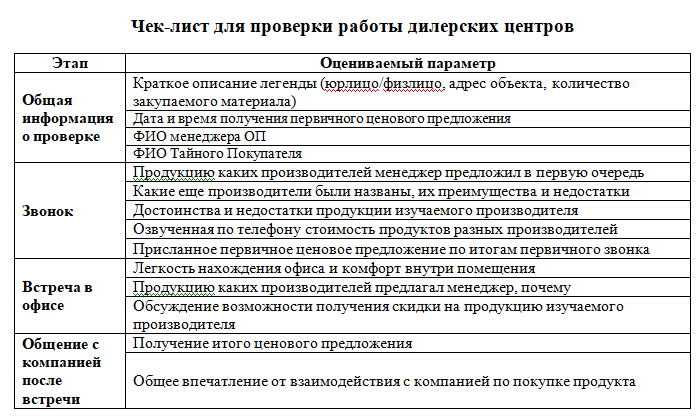 Чек-лист для проверки работы дилерских центров
Этап
Оцениваемый параметр
Общая
информация
о проверке
Краткое описание легенды (юрлицо/физлицо, адрес объекта, количество
закупаемого материала)
Дата и время получения первичного ценового предложения
ФИО менеджера ОП
ФИО Тайного Покупателя
Звонок
Продукцию каких производителей менеджер предложил в первую очередь
Какие еще производители были названы, их преимущества и недостатки
Достоинства и недостатки продукции изучаемого производителя
Озвученная по телефону стоимость продуктов разных производителей
Присланное первичное ценовое предложение по итогам первичного звонка
Встреча в
офисе
Легкость нахождения офиса и комфорт внутри помещения
Продукцию каких производителей предлагал менеджер, почему
Обсуждение возможности получения скидки на продукцию изучаемого
производителя
Общение с
компанией
после
встречи
Получение итого ценового предложения
Общее впечатление от взаимодействия с компанией по покупке продукта